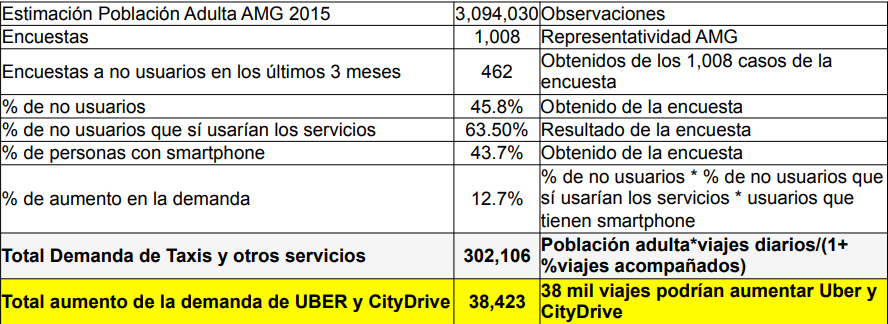 Estimación Población Adulta AMG 2015 3,094,030 Observaciones
Encuestas 1,008 Representatividad AMG
Encuestas a no usuarios en los últimos 3 meses 462 Obtenidos de los 1,008 casos de la
encuesta
% de no usuarios 45.8% Obtenido de la encuesta
% de no usuarios que sí usarían los servicios 63.50% Resultado de la encuesta
% de personas con smartphone 43.7% Obtenido de la encuesta
% de aumento en la demanda 12.7% % de no usuarios * % de no usuarios que
sí usarían los servicios * usuarios que
tienen smartphone
Total Demanda de Taxis y otros servicios 302,106 Población adulta*viajes diarios/(1+
%viajes acompañados)
Total aumento de la demanda de UBER y CityDrive 38,423 38 mil viajes podrían aumentar Uber y
CityDrive